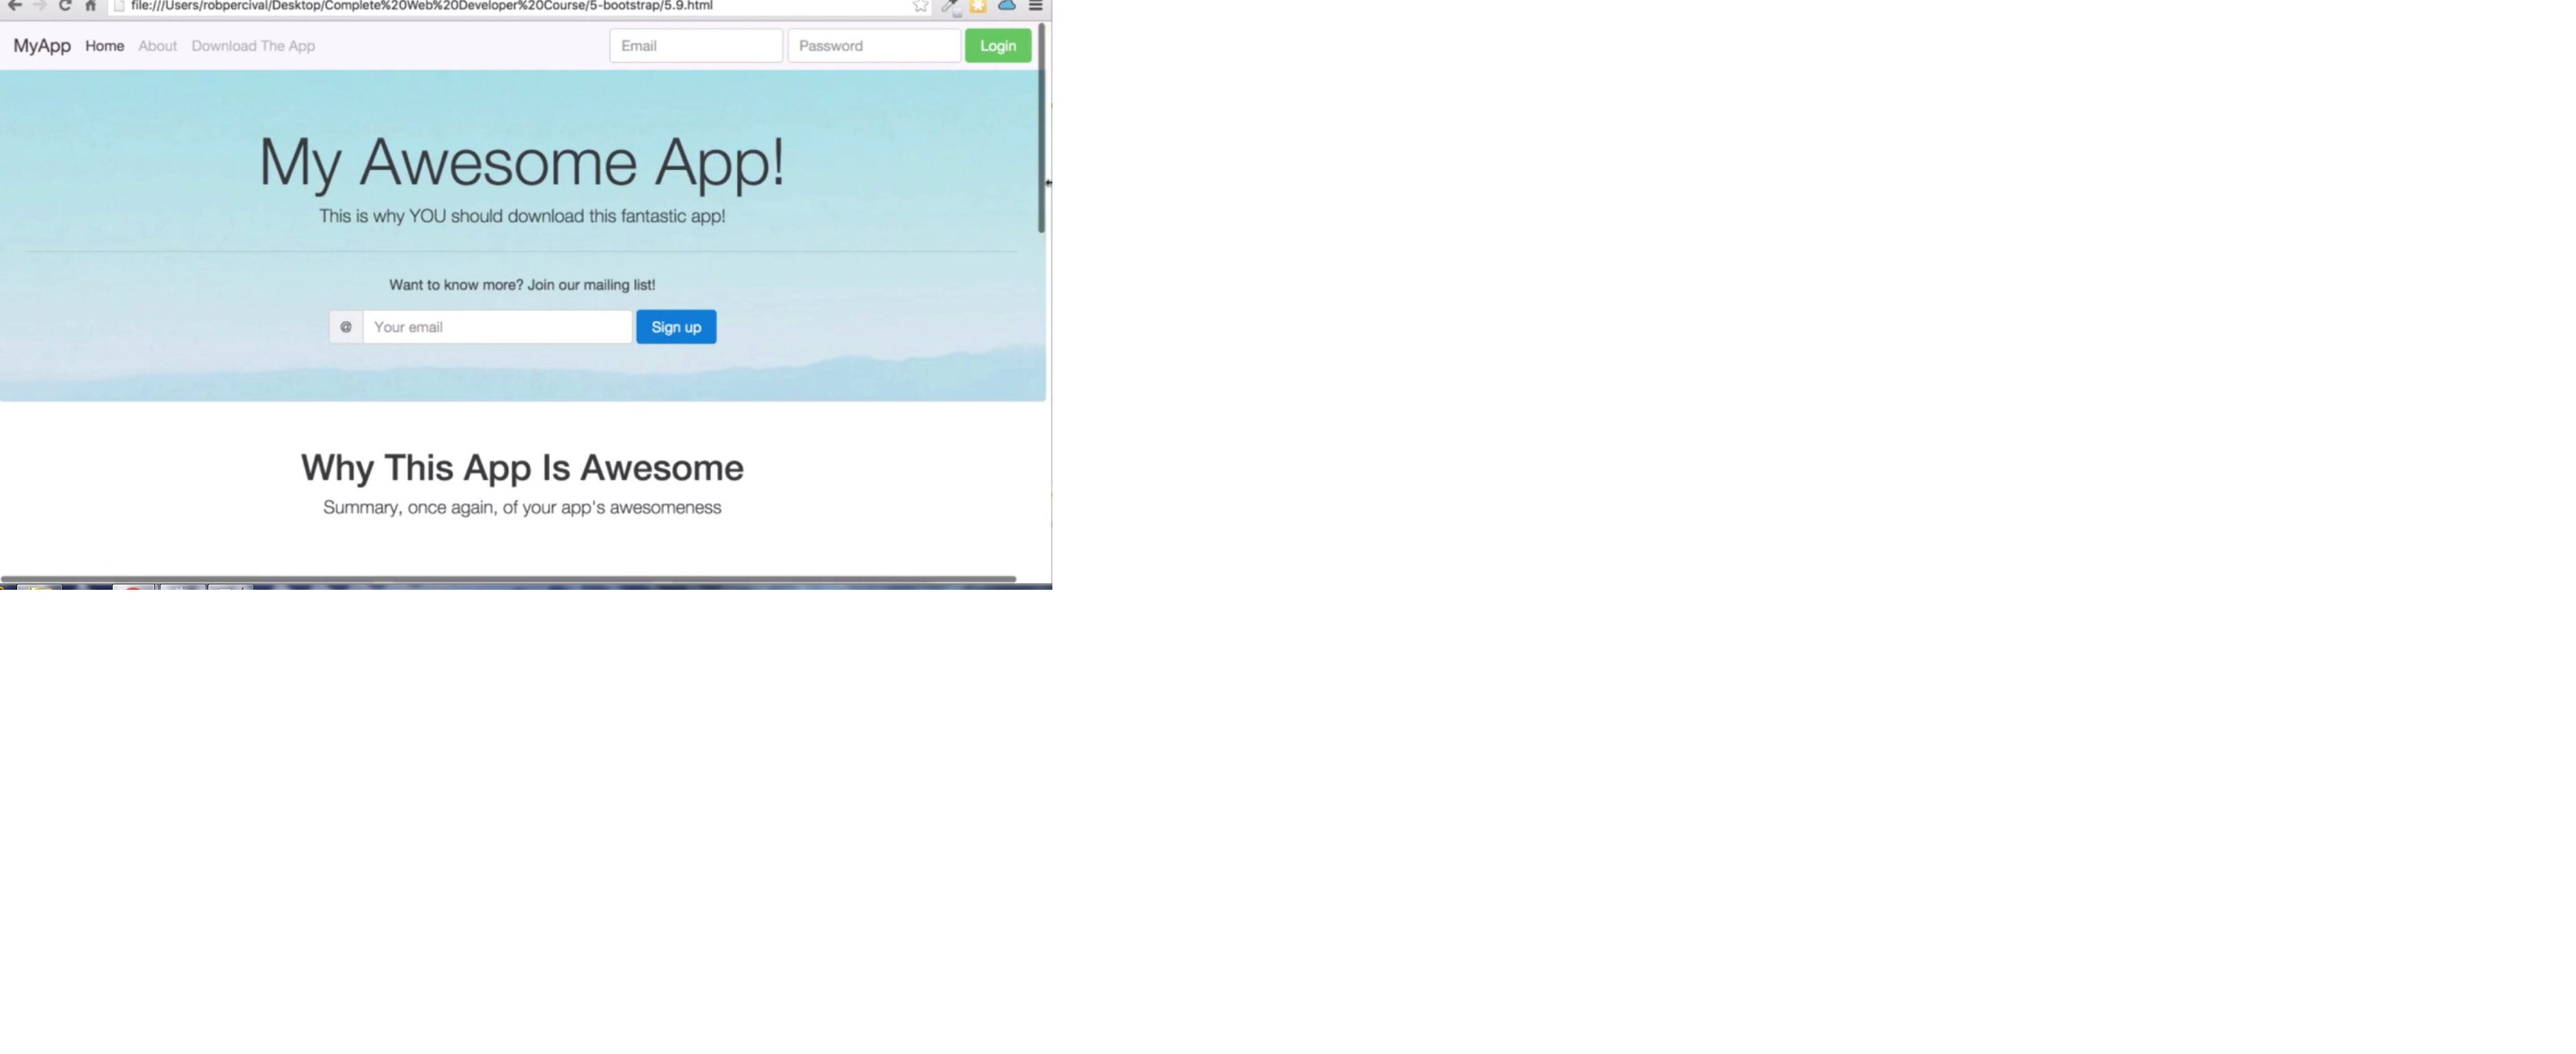 file:///Users/robpercival/Desktop/Complete%20Web%20Developer%20Course/5-bootstrap/5.9.html
MyApp Home About Download The App Email Password Login
My Awesome App!
This is why YOU should download this fantastic app!
Want to know more? Join our mailing list!
@ Your email Sign up
Why This App Is Awesome
Summary, once again, of your app's awesomeness